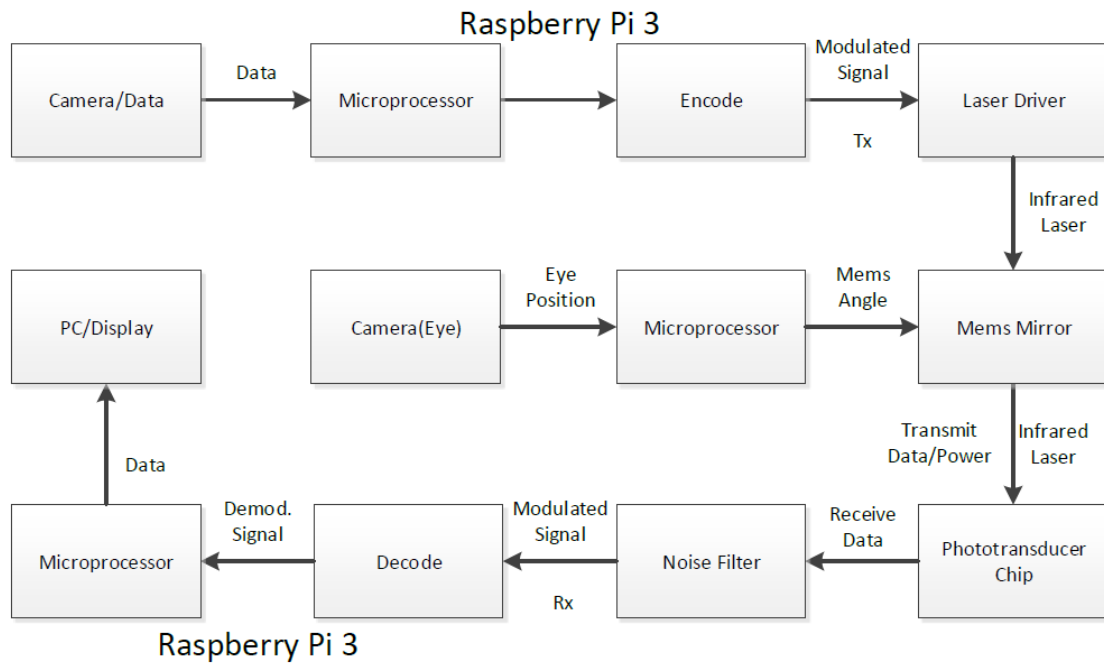 Raspberry Pi 3
Camera/Data
Data
Microprocessor
Encode
Modulated
Signal
Tx
Laser Driver
Infrared
Laser
PC/Display
Camera(Eye)
Eye
Position
Microprocessor
Mems
Angle
Mems Mirror
Transmit
Data/Power
Infrared
Laser
Data
Microprocessor
Demod.
Signal
Decode
Modulated
Signal
Rx
Noise Filter
Receive
Data
Phototransducer
Chip
Raspberry Pi 3